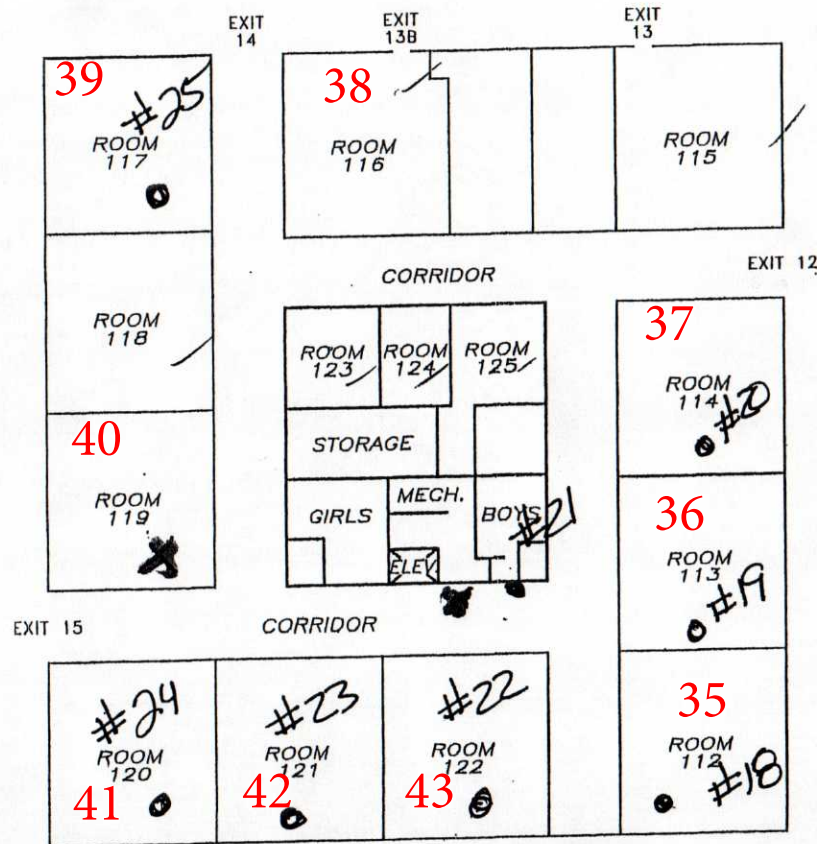 EXIT
14
EXIT
13B
EXIT
13
39
#25
ROOM
117
38
ROOM
116
ROOM
115
CORRIDOR
EXIT 12
ROOM
118
ROOM
123
ROOM
124
ROOM
125
37
ROOM
114
#20
40
ROOM
119
STORAGE
GIRLS
MECH.
BOYS
#21
ELEV
36
ROOM
113
#19
EXIT 15
CORRIDOR
#24
ROOM
120
41
#23
ROOM
121
42
#22
ROOM
122
43
35
ROOM
112
#18